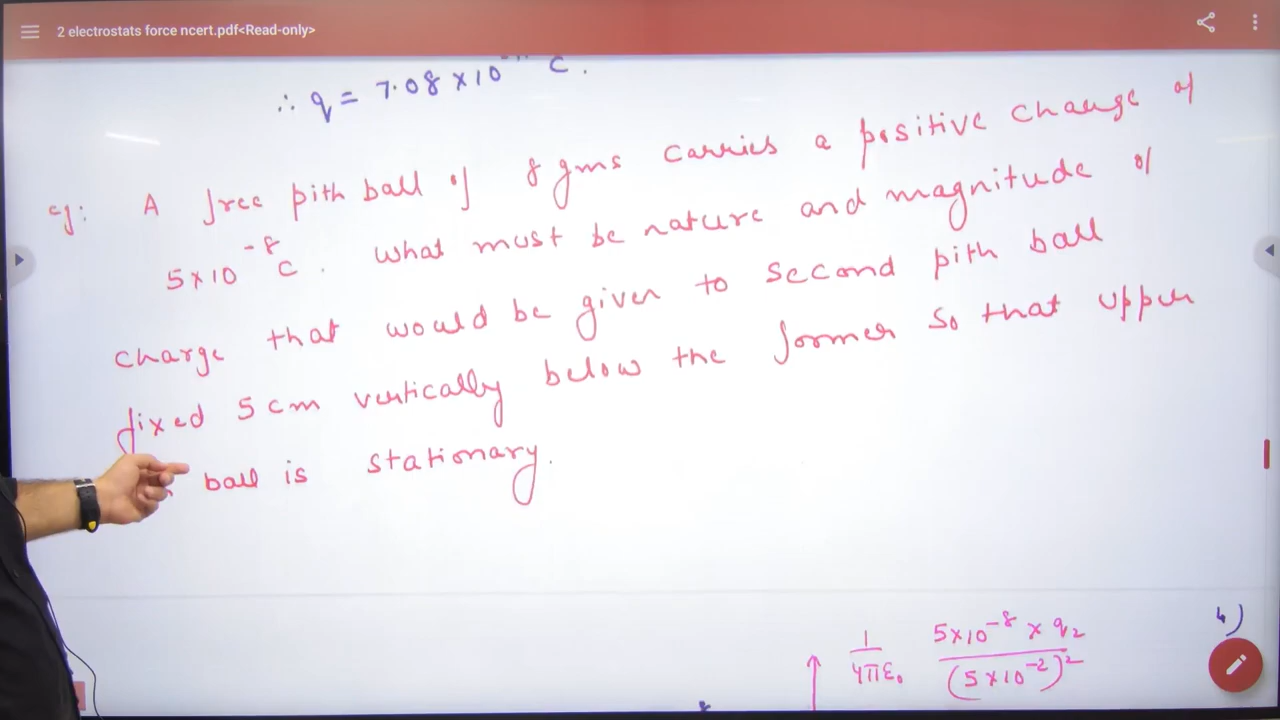 2 electrostats force ncert.pdf<Read-only>
∴ q = 7.08 × 10 C.
eg: A free pith ball of 8 gms carries a positive charge of
5×10⁻⁸ C. What must be nature and magnitude of
charge that would be given to second pith ball
fixed 5 cm vertically below the former so that upper
ball is stationary.
1/4πε₀ 5×10⁻⁸ × q₂/(5×10⁻²)²
4)